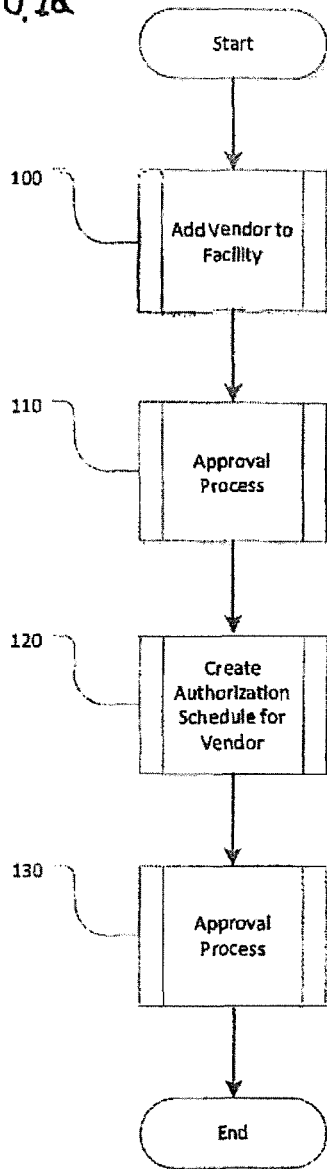 Start
100
Add Vendor to
Facility
110
Approval
Process
120
Create
Authorization
Schedule for
Vendor
130
Approval
Process
End